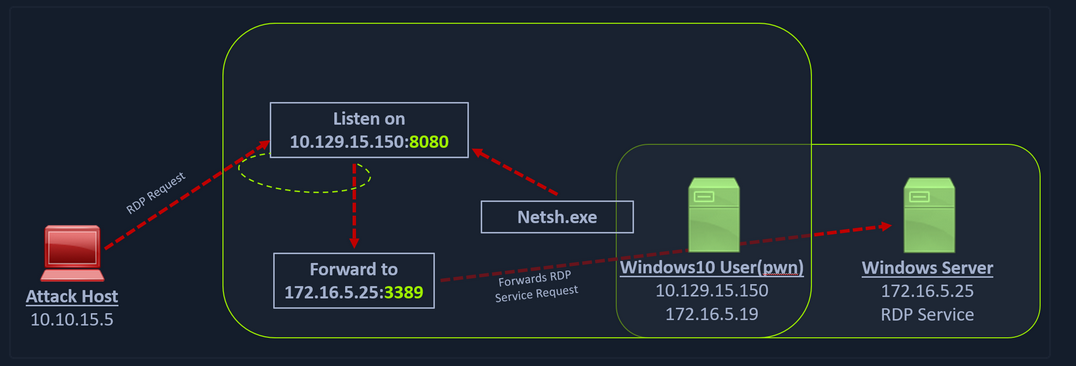 Listen on
10.129.15.150:8080
RDP Request
Netsh.exe
Attack Host
10.10.15.5
Forward to
172.16.5.25:3389
Forwards RDP
Service Request
Windows10 User(pwn)
10.129.15.150
172.16.5.19
Windows Server
172.16.5.25
RDP Service